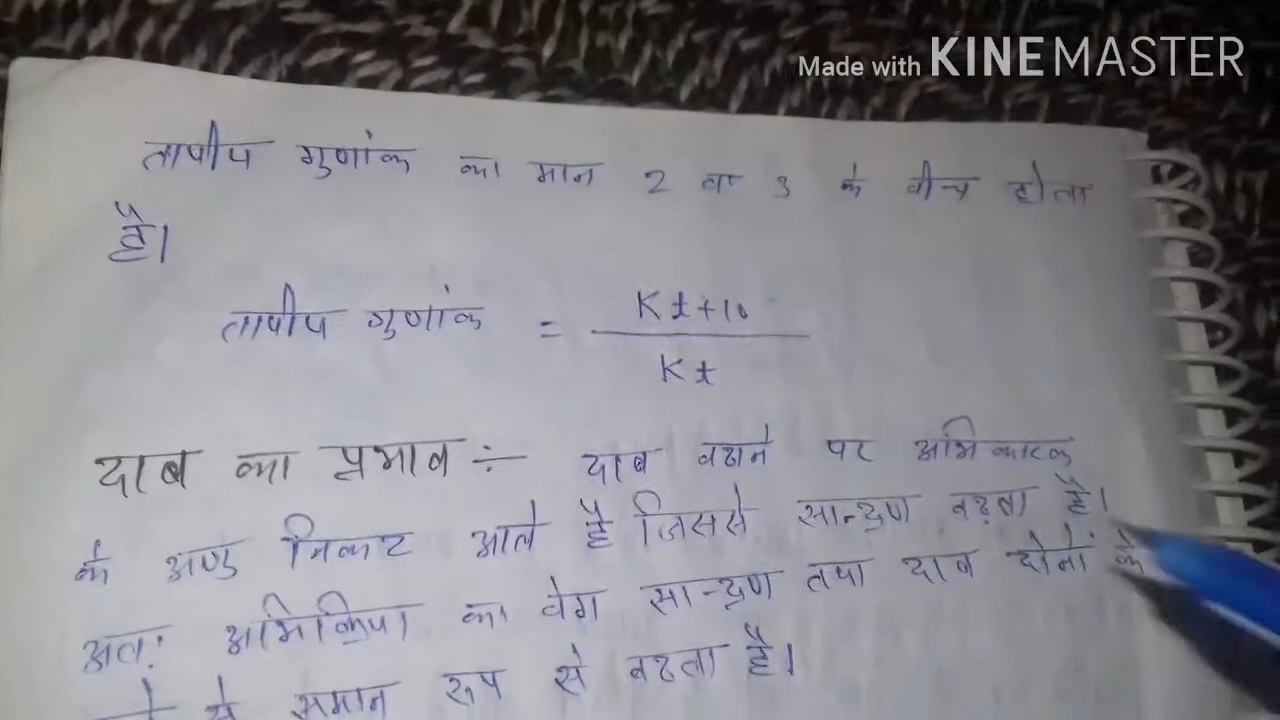 Made with KINEMASTER
तापीय गुणांक का मान 2 वा 3 के बीच होता
है।
तापीय गुणांक = Kt+10 / Kt
दाब का प्रभाव :- दाब बढाने पर अभिकारक
के अणु निकट आते है जिससे सान्द्रण बढ़ता है।
अतः अभिक्रिया का वेग सान्द्रण तथा दाब दोनों के
से समान रूप से बढता है।